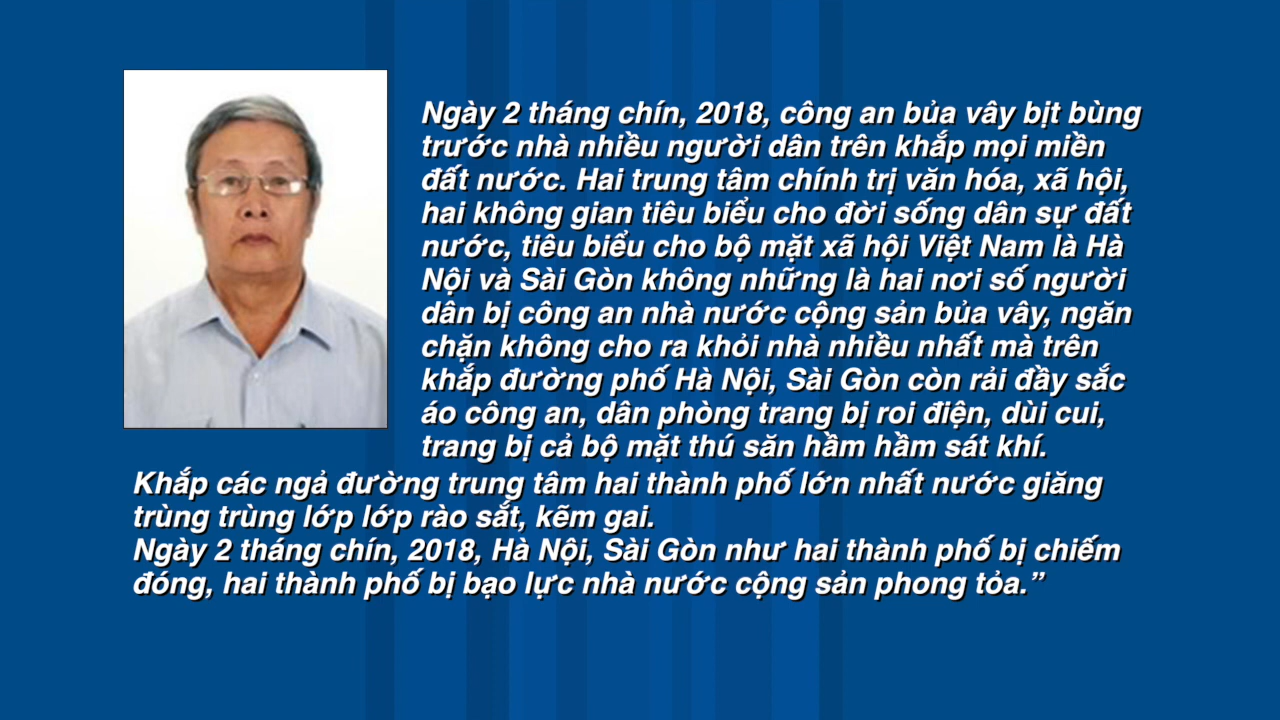 Ngày 2 tháng chín, 2018, công an bủa vây bịt bùng
trước nhà nhiều người dân trên khắp mọi miền
đất nước. Hai trung tâm chính trị văn hóa, xã hội,
hai không gian tiêu biểu cho đời sống dân sự đất
nước, tiêu biểu cho bộ mặt xã hội Việt Nam là Hà
Nội và Sài Gòn không những là hai nơi số người
dân bị công an nhà nước cộng sản bủa vây, ngăn
chặn không cho ra khỏi nhà nhiều nhất mà trên
khắp đường phố Hà Nội, Sài Gòn còn rải đầy sắc
áo công an, dân phòng trang bị roi điện, dùi cui,
trang bị cả bộ mặt thú săn hầm hầm sát khí.
Khắp các ngả đường trung tâm hai thành phố lớn nhất nước giăng
trùng trùng lớp lớp rào sắt, kẽm gai.
Ngày 2 tháng chín, 2018, Hà Nội, Sài Gòn như hai thành phố bị chiếm
đóng, hai thành phố bị bạo lực nhà nước cộng sản phong tỏa.”